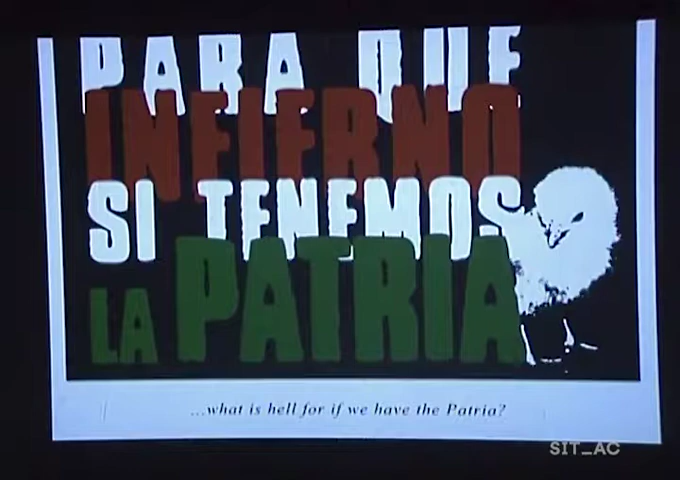 PARA QUE
INFIERNO
SI TENEMOS
LA PATRIA
...what is hell for if we have the Patria?
SIT_AC